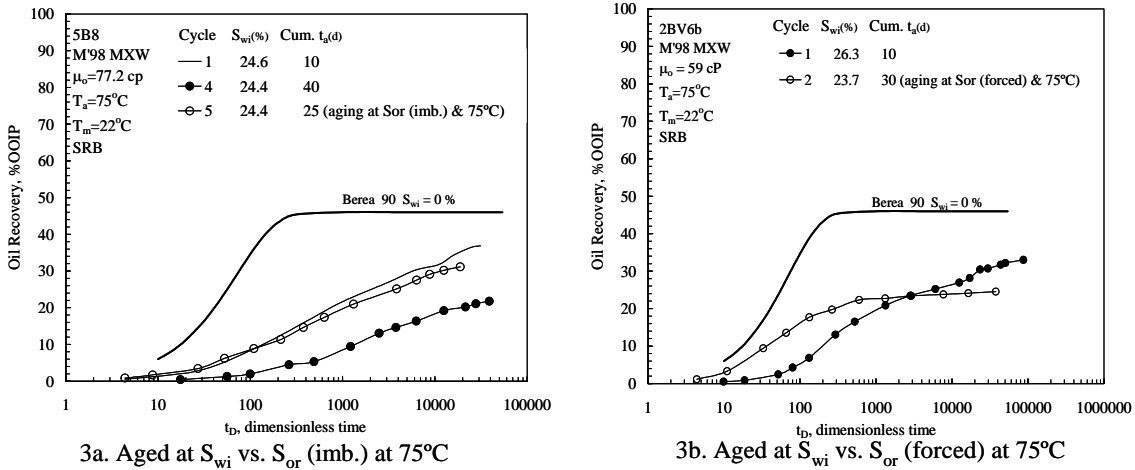 100
90
80
70
60
50
40
30
20
10
0
Oil Recovery, %OOIP
5B8
M'98 MXW
μo=77.2 cp
Ta=75°C
Tm=22°C
SRB
Cycle Swi(%) Cum. ta(d)
1 24.6 10
4 24.4 40
5 24.4 25 (aging at Sor (imb.) & 75ºC)
Berea 90 Swi = 0 %
1 10 100 1000 10000 100000
tD, dimensionless time
3a. Aged at Swi vs. Sor (imb.) at 75ºC
100
90
80
70
60
50
40
30
20
10
0
Oil Recovery, %OOIP
2BV6b
M'98 MXW
μo = 59 cP
Ta=75°C
Tm=22°C
SRB
Cycle Swi(%) Cum. ta(d)
1 26.3 10
2 23.7 30 (aging at Sor (forced) & 75ºC)
Berea 90 Swi = 0 %
1 10 100 1000 10000 100000 1000000
tD, dimensionless time
3b. Aged at Swi vs. Sor (forced) at 75ºC